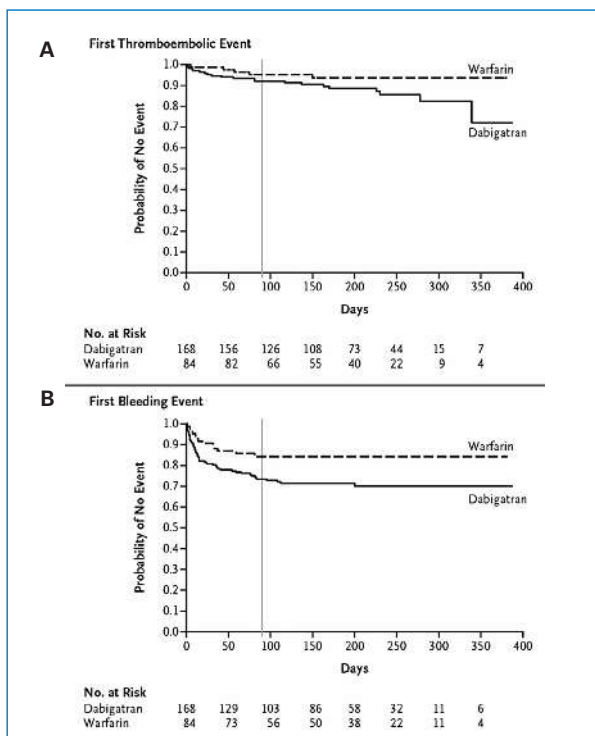 A
First Thromboembolic Event
1.0
0.9
0.8
0.7
0.6
0.5
0.4
0.3
0.2
0.1
0.0
Probability of No Event
Warfarin
Dabigatran
0 50 100 150 200 250 300 350 400
Days
No. at Risk
Dabigatran 168 156 126 108 73 44 15 7
Warfarin 84 82 66 55 40 22 9 4
B
First Bleeding Event
1.0
0.9
0.8
0.7
0.6
0.5
0.4
0.3
0.2
0.1
0.0
Probability of No Event
Warfarin
Dabigatran
0 50 100 150 200 250 300 350 400
Days
No. at Risk
Dabigatran 168 129 103 86 58 32 11 6
Warfarin 84 73 56 50 38 22 11 4